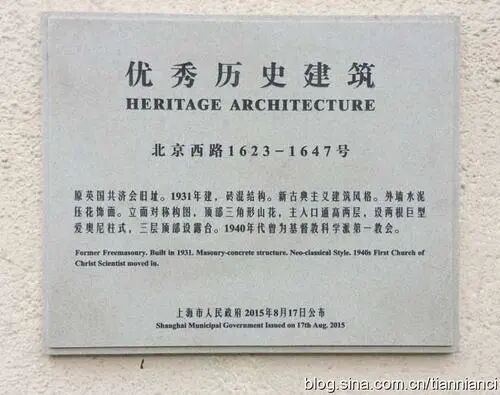 优秀历史建筑
HERITAGE ARCHITECTURE
北京西路1623-1647号
原英国共济会旧址。1931年建，砖混结构。新古典主义建筑风格。外墙水泥
压花饰面。立面对称构图，顶部三角形山花，主入口通高两层，设两根巨型
爱奥尼柱式，三层顶部设露台。1940年代曾为基督教科学派第一教会。
Former Freemasonry. Built in 1931. Masonry-concrete structure. Neo-classical Style. 1940s First Church of
Christ Scientist moved in.
上海市人民政府 2015年8月17日公布
Shanghai Municipal Government Issued on 17th Aug. 2015
blog.sina.com.cn/tiannianci